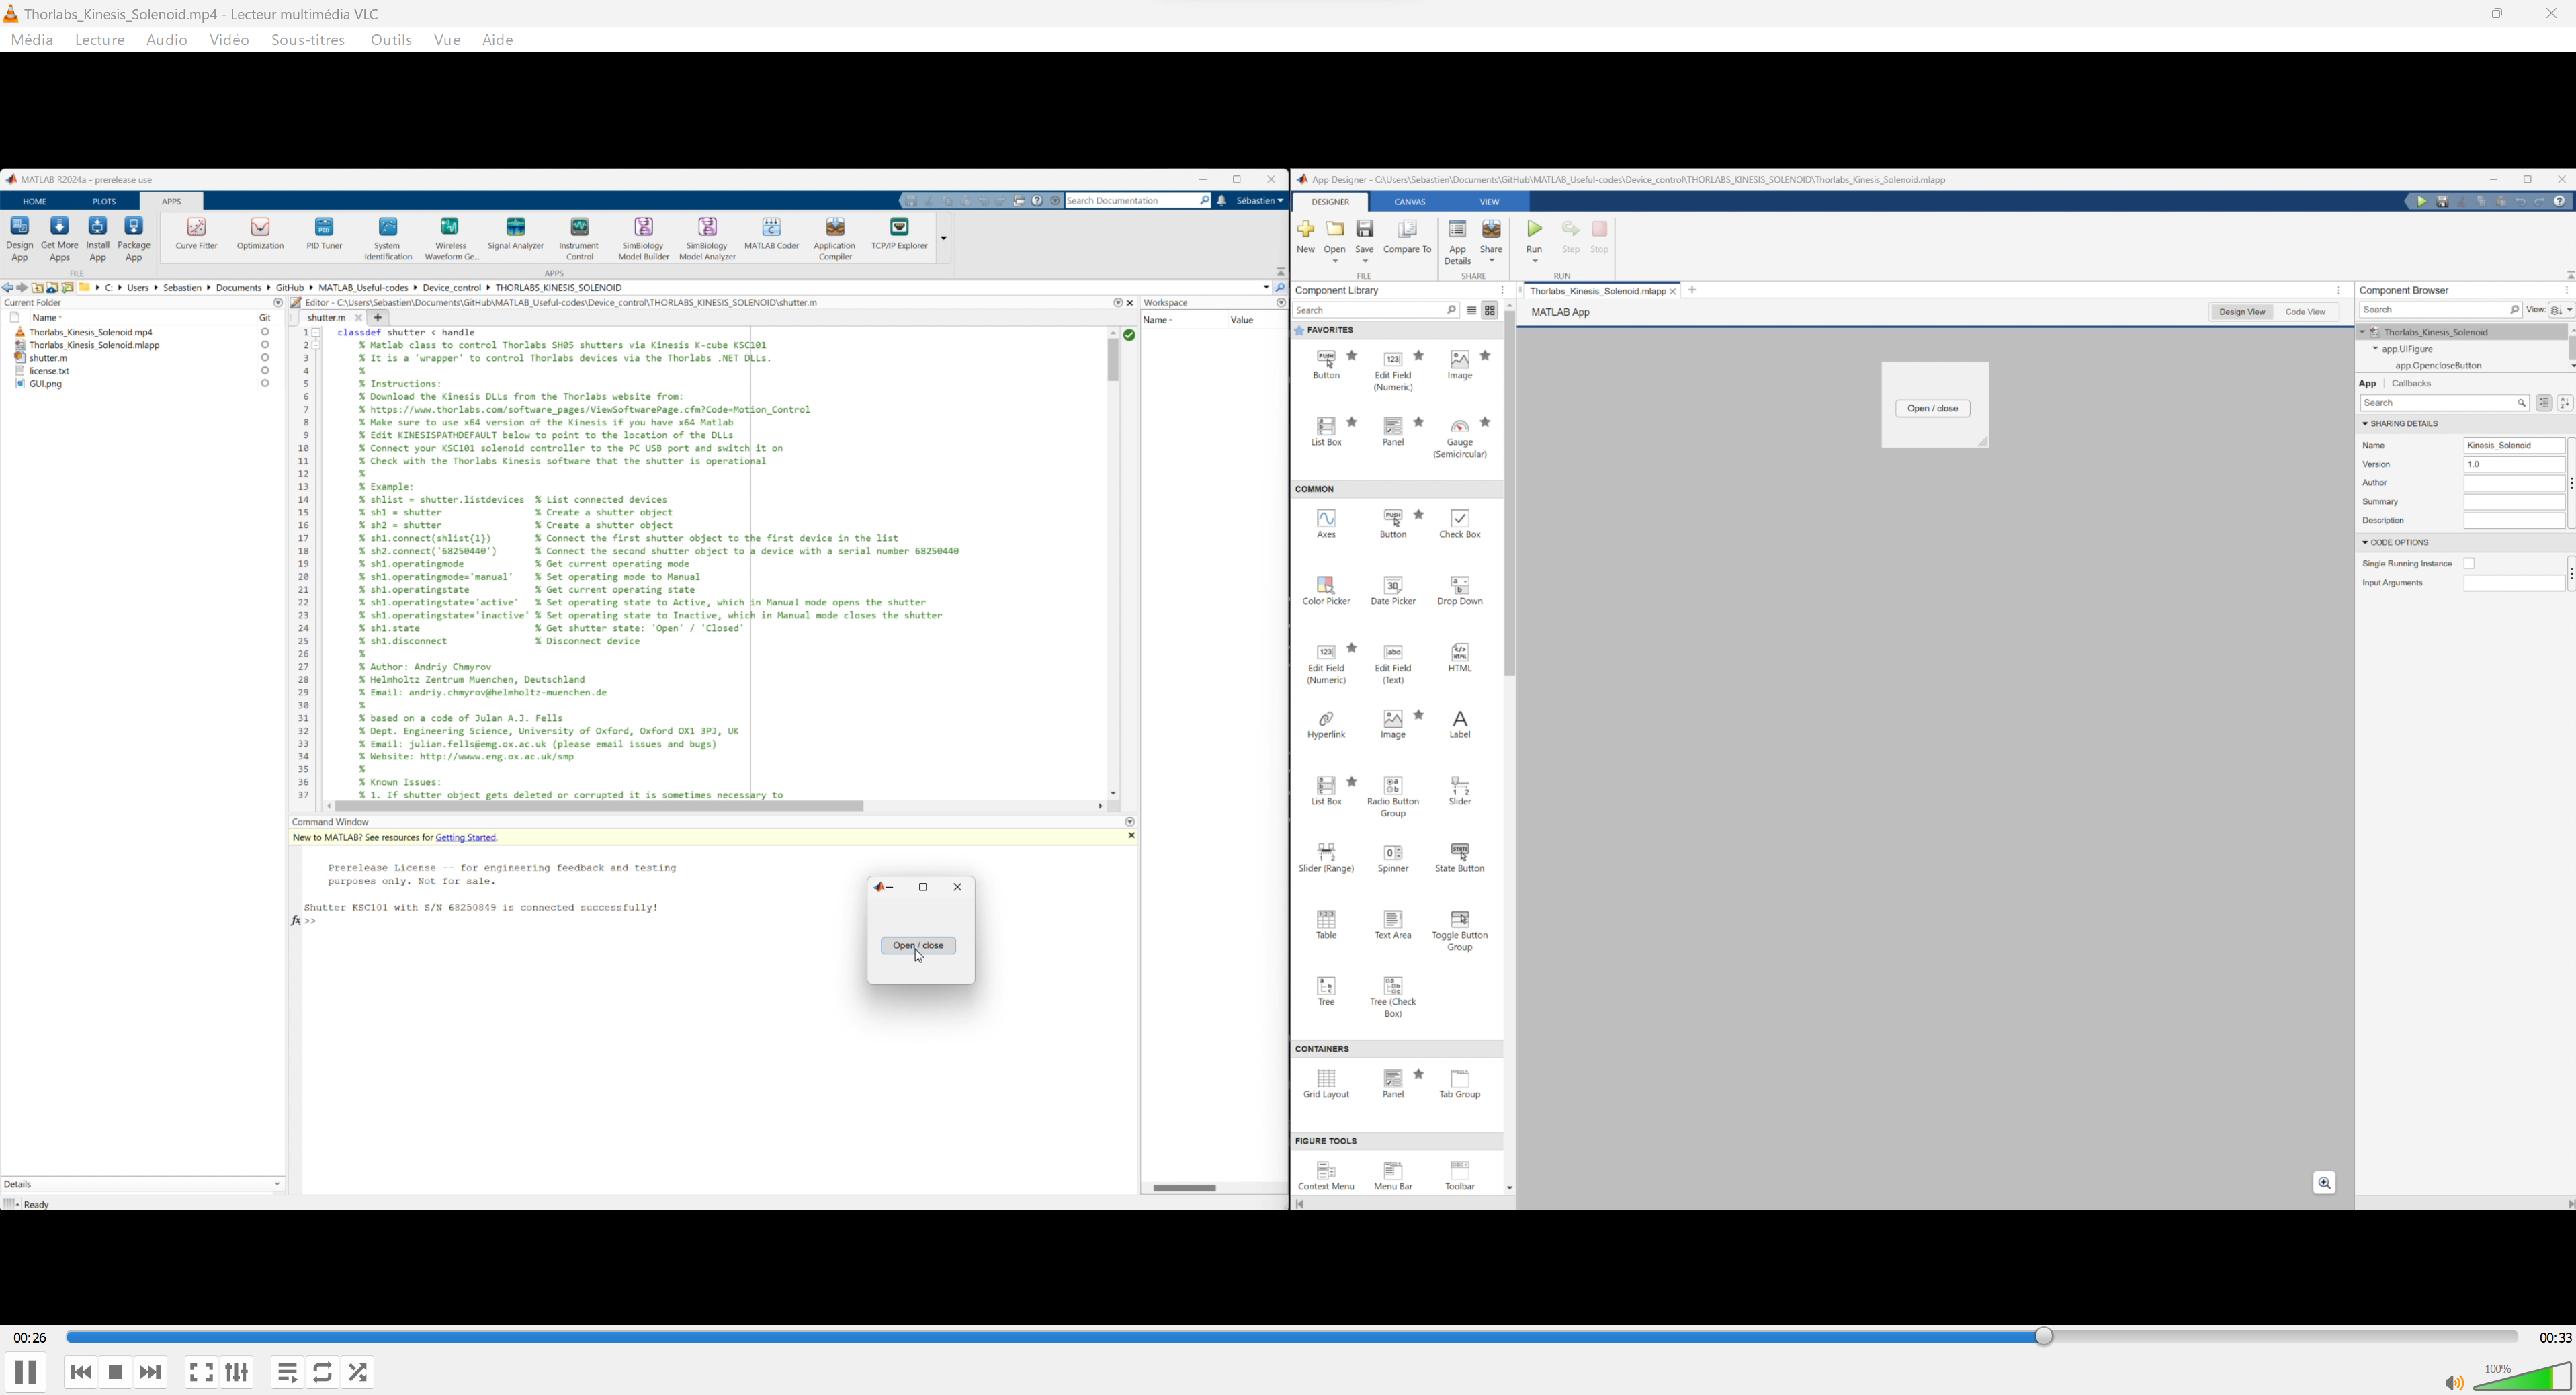 Thorlabs_Kinesis_Solenoid.mp4 - Lecteur multimédia VLC
Média Lecture Audio Vidéo Sous-titres Outils Vue Aide
MATLAB R2024a - prerelease use
HOME PLOTS APPS
Search Documentation
Sébastien
Design App
Get More Apps
Install App
Package App
Curve Fitter
Optimization
PID Tuner
System Identification
Wireless Waveform Ge...
Signal Analyzer
Instrument Control
SimBiology Model Builder
SimBiology Model Analyzer
MATLAB Coder
Application Compiler
TCP/IP Explorer
FILE
APPS
C: Users Sebastien Documents GitHub MATLAB_Useful-codes Device_control THORLABS_KINESIS_SOLENOID
Current Folder
Name Git
Thorlabs_Kinesis_Solenoid.mp4
Thorlabs_Kinesis_Solenoid.mlapp
shutter.m
license.txt
GUI.png
Details
Ready
Editor - C:\Users\Sebastien\Documents\GitHub\MATLAB_Useful-codes\Device_control\THORLABS_KINESIS_SOLENOID\shutter.m
shutter.m
1 classdef shutter < handle
2 % Matlab class to control Thorlabs SH05 shutters via Kinesis K-cube KSC101
3 % It is a 'wrapper' to control Thorlabs devices via the Thorlabs .NET DLLs.
4 %
5 % Instructions:
6 % Download the Kinesis DLLs from the Thorlabs website from:
7 % https://www.thorlabs.com/software_pages/ViewSoftwarePage.cfm?Code=Motion_Control
8 % Make sure to use x64 version of the Kinesis if you have x64 Matlab
9 % Edit KINESISPATHDEFAULT below to point to the location of the DLLs
10 % Connect your KSC101 solenoid controller to the PC USB port and switch it on
11 % Check with the Thorlabs Kinesis software that the shutter is operational
12 %
13 % Example:
14 % shlist = shutter.listdevices % List connected devices
15 % sh1 = shutter % Create a shutter object
16 % sh2 = shutter % Create a shutter object
17 % sh1.connect(shlist{1}) % Connect the first shutter object to the first device in the list
18 % sh2.connect('68250440') % Connect the second shutter object to a device with a serial number 68250440
19 % sh1.operatingmode % Get current operating mode
20 % sh1.operatingmode='manual' % Set operating mode to Manual
21 % sh1.operatingstate % Get current operating state
22 % sh1.operatingstate='active' % Set operating state to Active, which in Manual mode opens the shutter
23 % sh1.operatingstate='inactive' % Set operating state to Inactive, which in Manual mode closes the shutter
24 % sh1.state % Get shutter state: 'Open' / 'Closed'
25 % sh1.disconnect % Disconnect device
26 %
27 % Author: Andriy Chmyrov
28 % Helmholtz Zentrum Muenchen, Deutschland
29 % Email: andriy.chmyrov@helmholtz-muenchen.de
30 %
31 % based on a code of Julan A.J. Fells
32 % Dept. Engineering Science, University of Oxford, Oxford OX1 3PJ, UK
33 % Email: julian.fells@emg.ox.ac.uk (please email issues and bugs)
34 % Website: http://wwww.eng.ox.ac.uk/smp
35 %
36 % Known Issues:
37 % 1. If shutter object gets deleted or corrupted it is sometimes necessary to
Workspace
Name Value
Command Window
New to MATLAB? See resources for Getting Started.
Prerelease License -- for engineering feedback and testing
purposes only. Not for sale.
Shutter KSC101 with S/N 68250849 is connected successfully!
fx >>
Open / close
App Designer - C:\Users\Sebastien\Documents\GitHub\MATLAB_Useful-codes\Device_control\THORLABS_KINESIS_SOLENOID\Thorlabs_Kinesis_Solenoid.mlapp
DESIGNER CANVAS VIEW
New Open Save Compare To
App Details
Share
Run Step Stop
FILE SHARE RUN
Component Library
Search
FAVORITES
Button
Edit Field (Numeric)
Image
List Box
Panel
Gauge (Semicircular)
COMMON
Axes Button Check Box
Color Picker Date Picker Drop Down
Edit Field (Numeric)
Edit Field (Text)
HTML
Hyperlink Image Label
List Box
Radio Button Group
Slider
Slider (Range) Spinner State Button
Table
Text Area
Toggle Button Group
Tree
Tree (Check Box)
CONTAINERS
Grid Layout Panel Tab Group
FIGURE TOOLS
Context Menu Menu Bar Toolbar
Thorlabs_Kinesis_Solenoid.mlapp
MATLAB App
Design View Code View
Open / close
Component Browser
Search View:
Thorlabs_Kinesis_Solenoid
app.UIFigure
app.OpencloseButton
App Callbacks
Search
SHARING DETAILS
Name Kinesis_Solenoid
Version 1.0
Author
Summary
Description
CODE OPTIONS
Single Running Instance
Input Arguments
00:26
00:33
100%